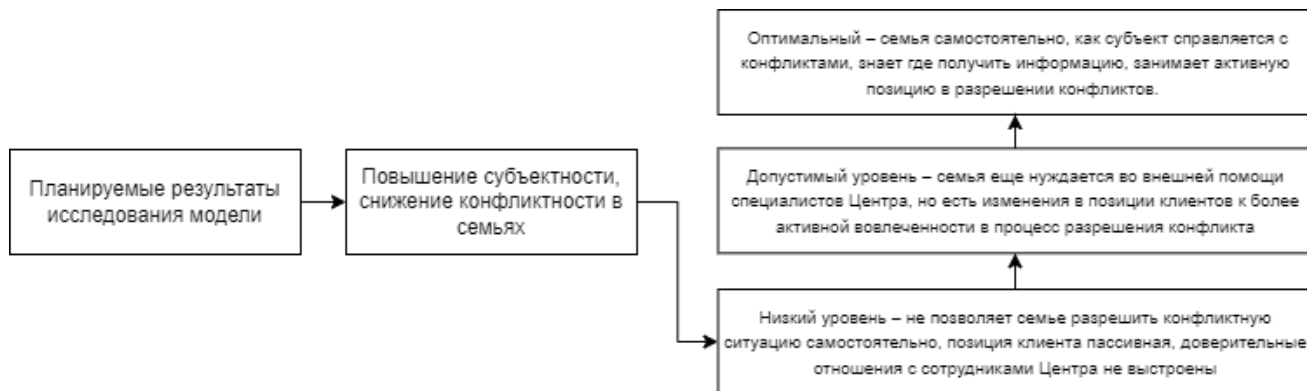 Планируемые результаты
исследования модели
Повышение субъектности,
снижение конфликтности в
семьях
Оптимальный – семья самостоятельно, как субъект справляется с
конфликтами, знает где получить информацию, занимает активную
позицию в разрешении конфликтов.
Допустимый уровень – семья еще нуждается во внешней помощи
специалистов Центра, но есть изменения в позиции клиентов к более
активной вовлеченности в процесс разрешения конфликта
Низкий уровень – не позволяет семье разрешить конфликтную
ситуацию самостоятельно, позиция клиента пассивная, доверительные
отношения с сотрудниками Центра не выстроены